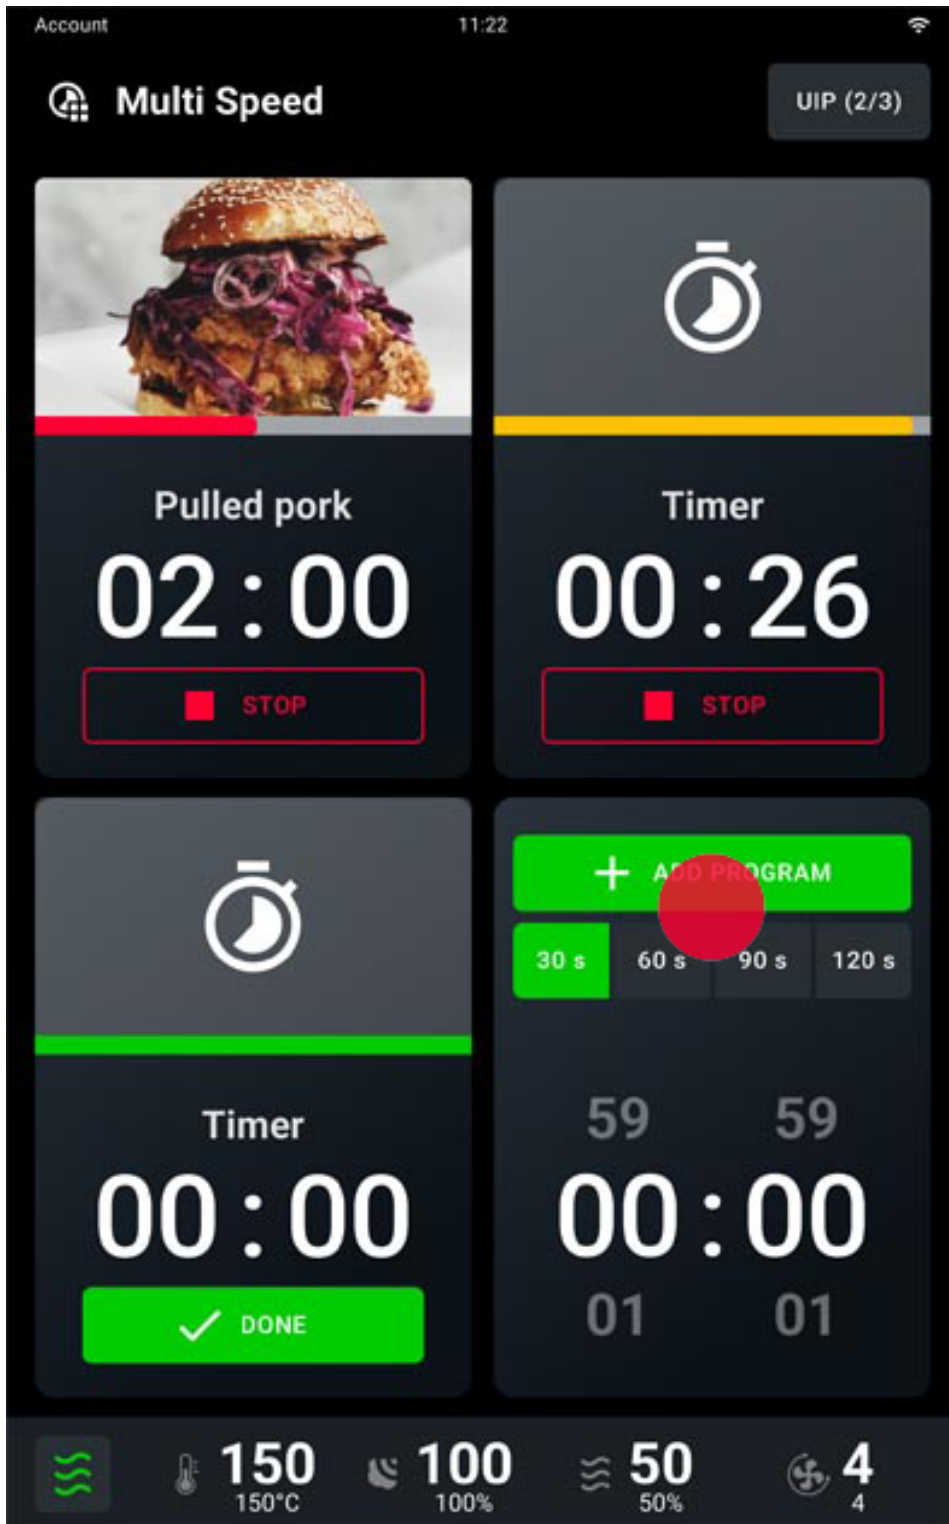 Account 11:22
Multi Speed UIP (2/3)
Pulled pork
02:00
STOP
Timer
00:26
STOP
Timer
00:00
DONE
ADD PROGRAM
30 s 60 s 90 s 120 s
59 59
00:00
01 01
150 100 50 4
150°C 100% 50% 4